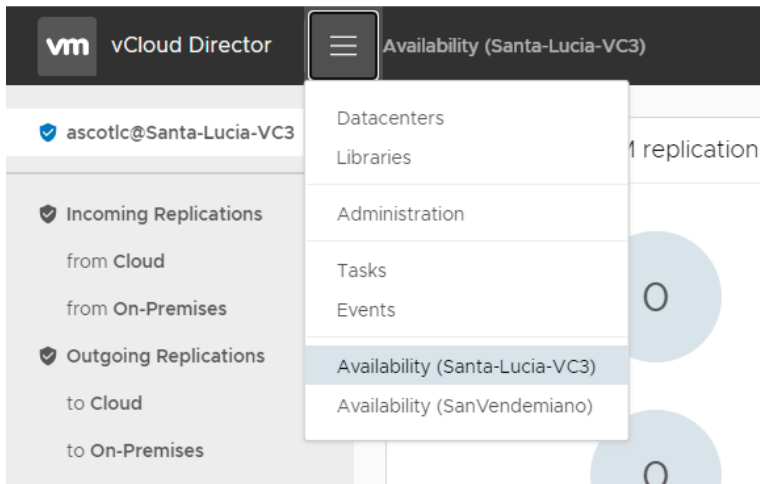 vm vCloud Director Availability (Santa-Lucia-VC3)
ascotlc@Santa-Lucia-VC3
Incoming Replications
from Cloud
from On-Premises
Outgoing Replications
to Cloud
to On-Premises
Datacenters
Libraries
Administration
Tasks
Events
Availability (Santa-Lucia-VC3)
Availability (SanVendemiano)
replication
0
0